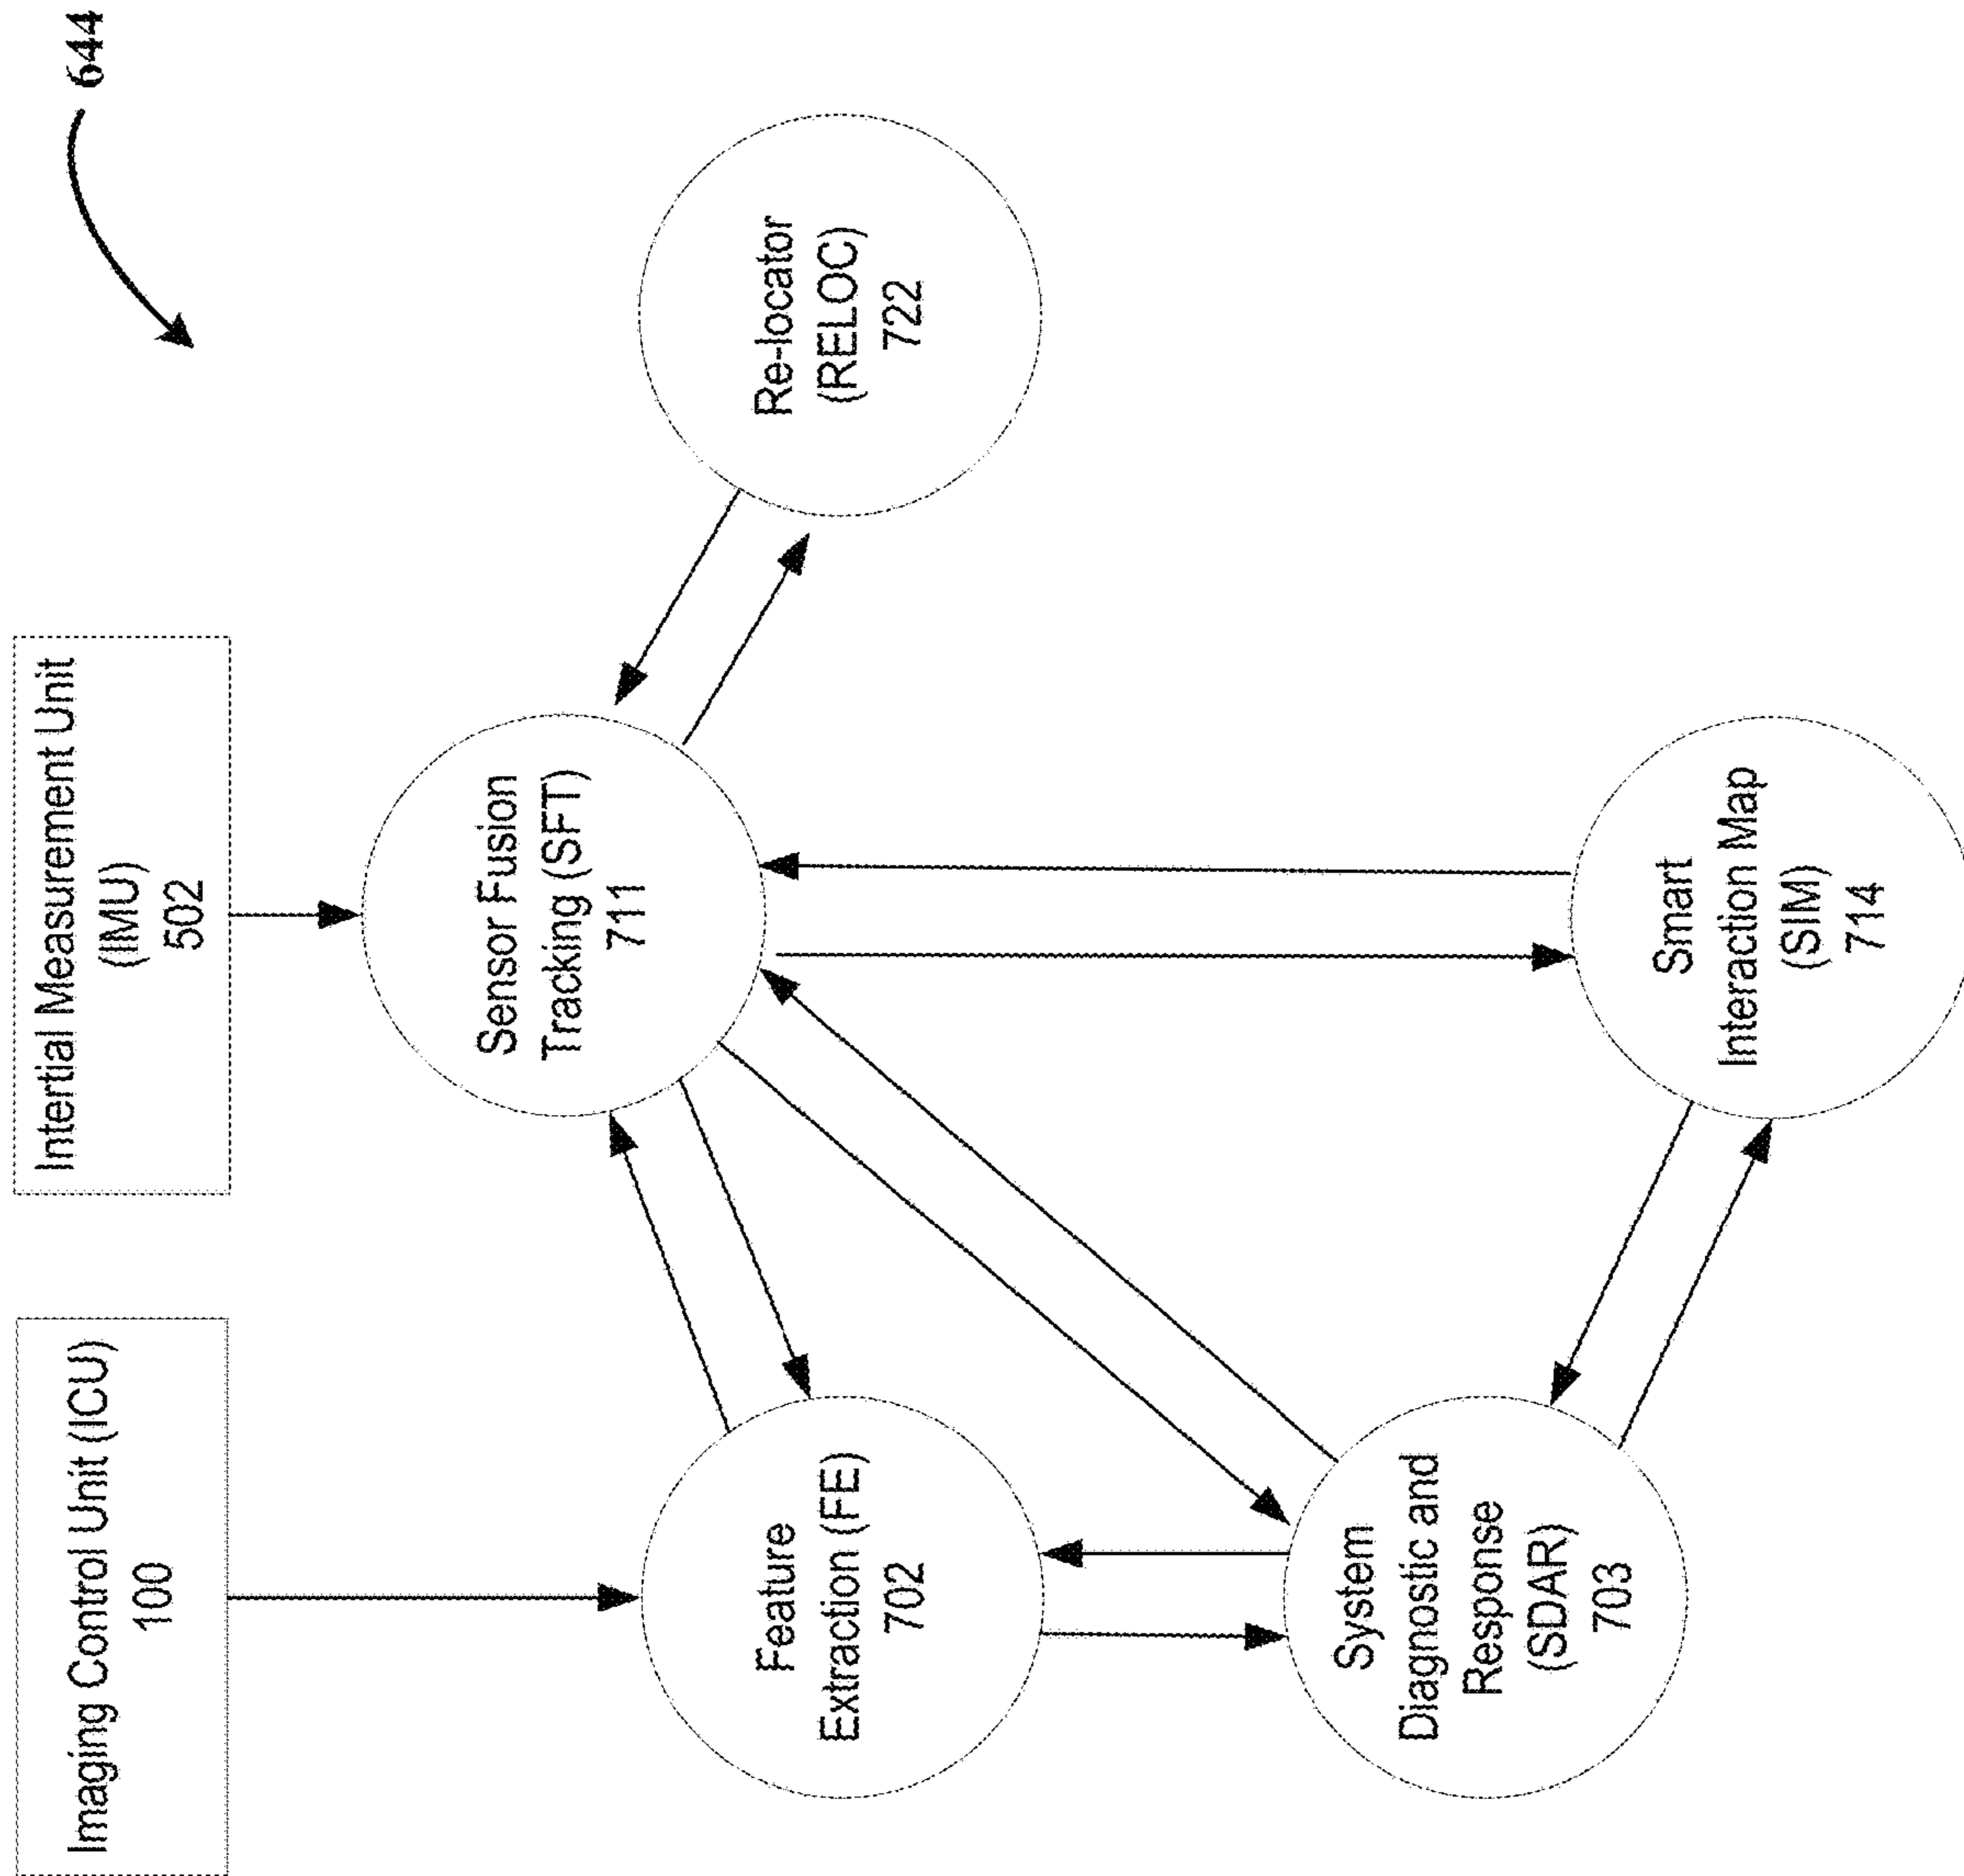 644
Imaging Control Unit (ICU)
100
Intertial Measurement Unit
(IMU)
502
Feature
Extraction (FE)
702
Sensor Fusion
Tracking (SFT)
711
Re-locator
(RELOC)
722
System
Diagnostic and
Response
(SDAR)
703
Smart
Interaction Map
(SIM)
714